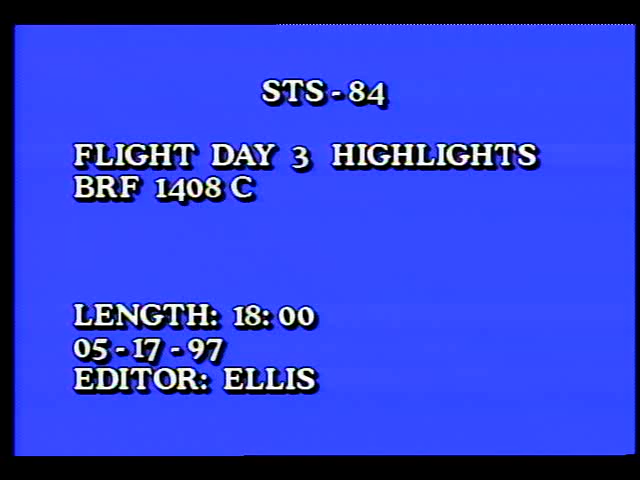 STS - 84
FLIGHT DAY 3 HIGHLIGHTS
BRF 1408 C
LENGTH: 18: 00
05 - 17 - 97
EDITOR: ELLIS